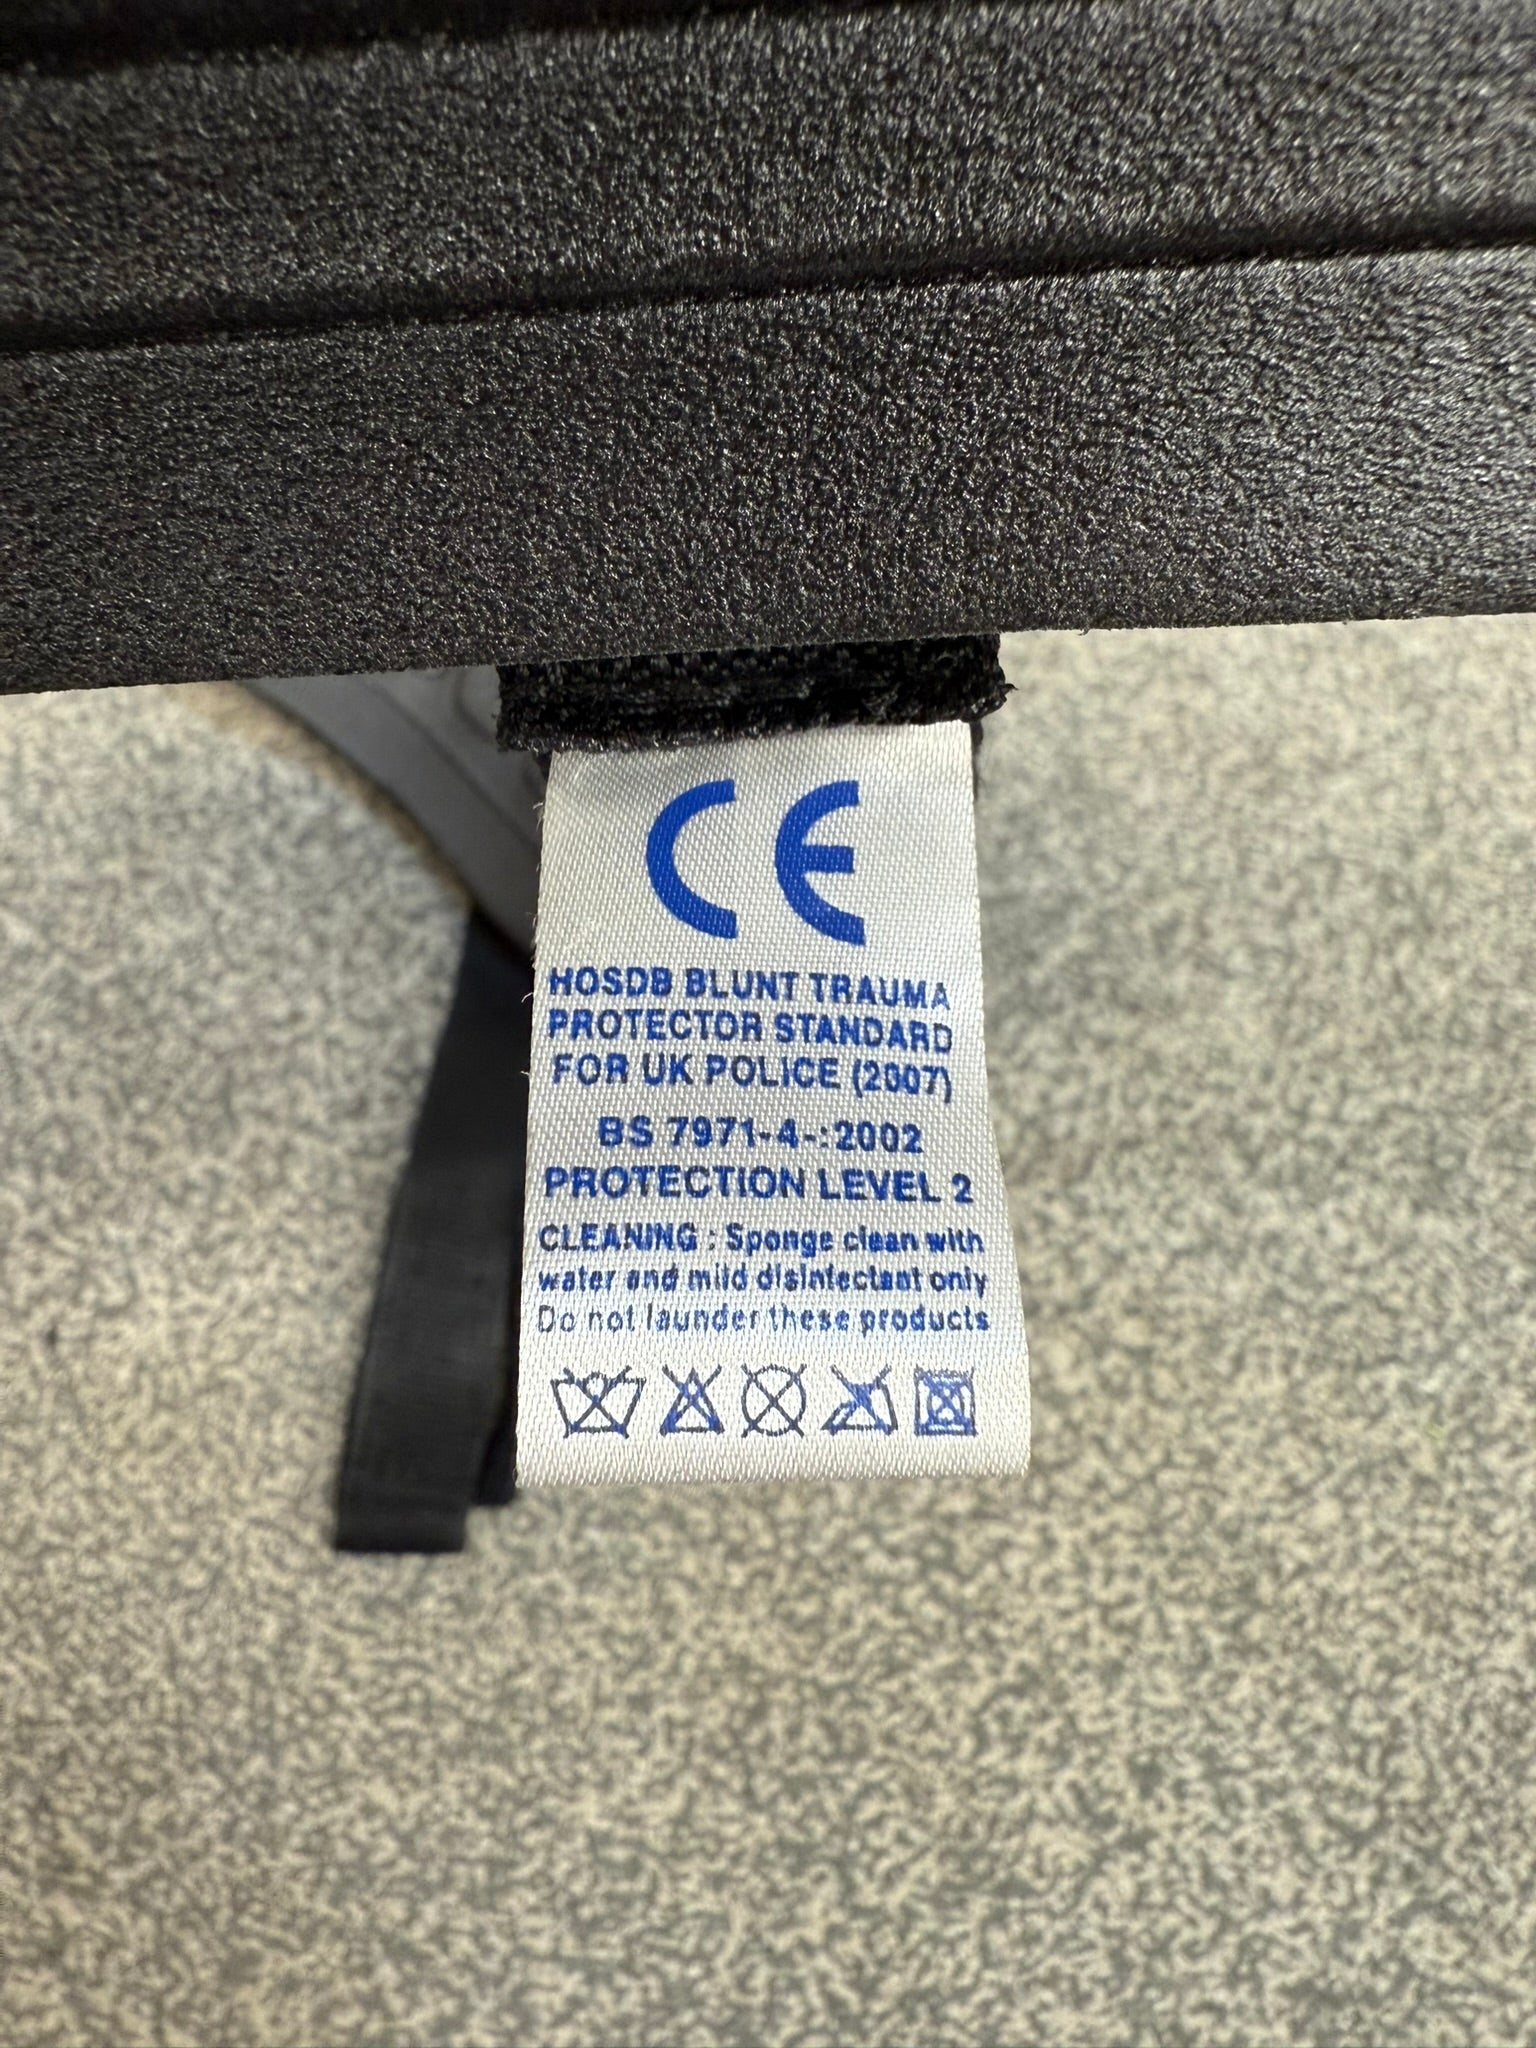 CE
HOSDB BLUNT TRAUMA
PROTECTOR STANDARD
FOR UK POLICE (2007)
BS 7971-4-:2002
PROTECTION LEVEL 2
CLEANING : Sponge clean with
water and mild disinfectant only
Do not launder these products